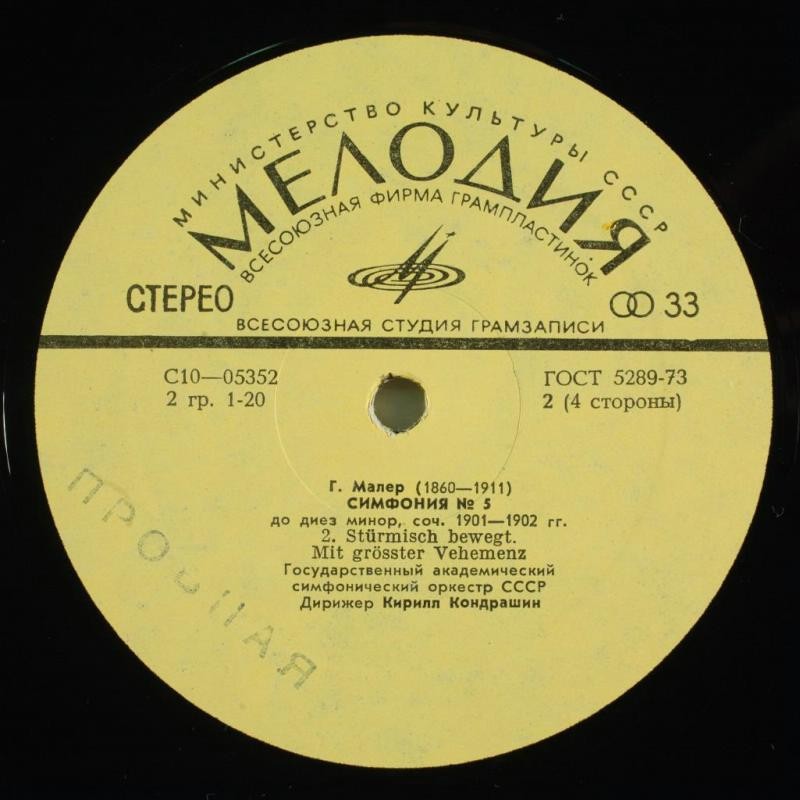 МИНИСТЕРСТВО КУЛЬТУРЫ СССР
МЕЛОДИЯ
ВСЕСОЮЗНАЯ ФИРМА ГРАМПЛАСТИНОК
СТЕРЕО
33
ВСЕСОЮЗНАЯ СТУДИЯ ГРАМЗАПИСИ
С10—05352
ГОСТ 5289-73
2 гр. 1-20
2 (4 стороны)
Г. Малер (1860—1911)
СИМФОНИЯ № 5
до диез минор, соч. 1901—1902 гг.
2. Stürmisch bewegt.
Mit grösster Vehemenz
Государственный академический
симфонический оркестр СССР
Дирижер Кирилл Кондрашин
ПРОБНАЯ